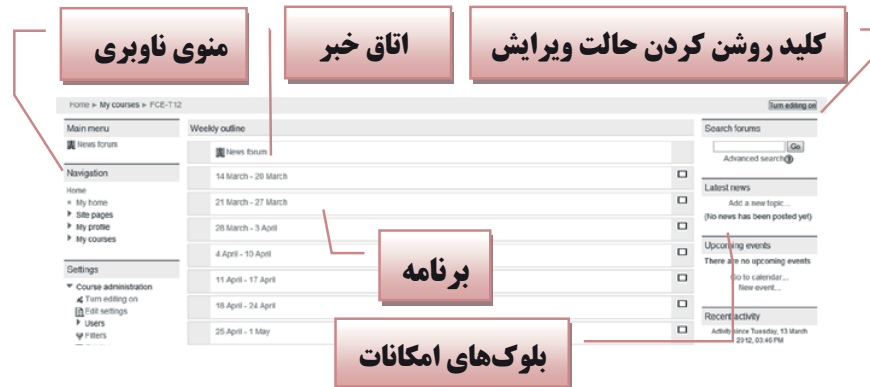 کلید روشن کردن حالت ویرایش
اتاق خبر
منوی ناوبری
Home ► My courses ► FCE-T12
Turn editing on
Main menu
News forum
Navigation
Home
My home
Site pages
My profile
My courses
Settings
Course administration
Turn editing on
Edit settings
Users
Filters
Weekly outline
News forum
14 March - 20 March
21 March - 27 March
28 March - 3 April
4 April - 10 April
11 April - 17 April
18 April - 24 April
25 April - 1 May
برنامه
بلوک‌های امکانات
Search forums
Go
Advanced search
Latest news
Add a new topic...
(No news has been posted yet)
Upcoming events
There are no upcoming events
Go to calendar...
New event...
Recent activity
Activity since Tuesday, 13 March
2012, 03:46 PM